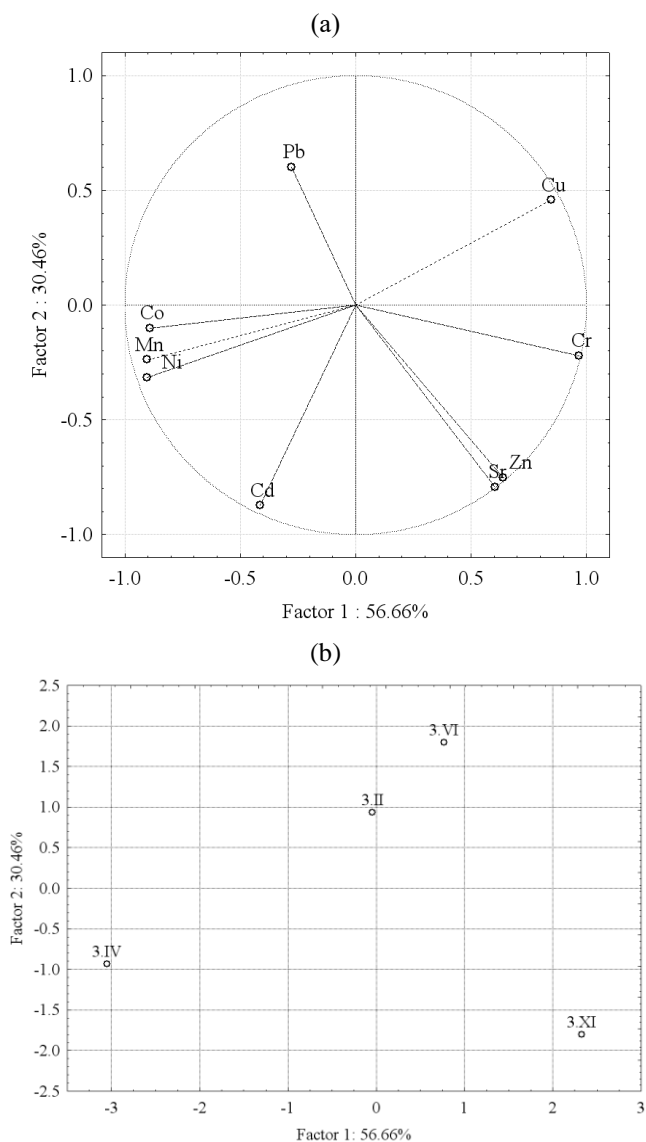 (a)
1.0
Pb
0.5
Cu
0.0
Co
Mn
Cr
Ni
-0.5
Sr Zn
Cd
-1.0
-1.0 -0.5 0.0 0.5 1.0
Factor 2 : 30.46%
Factor 1 : 56.66%
(b)
2.5
2.0
3.VI
1.5
3.II
1.0
0.5
0.0
-0.5
3.IV
-1.0
-1.5
3.XI
-2.0
-2.5
-3 -2 -1 0 1 2 3
Factor 2: 30.46%
Factor 1: 56.66%